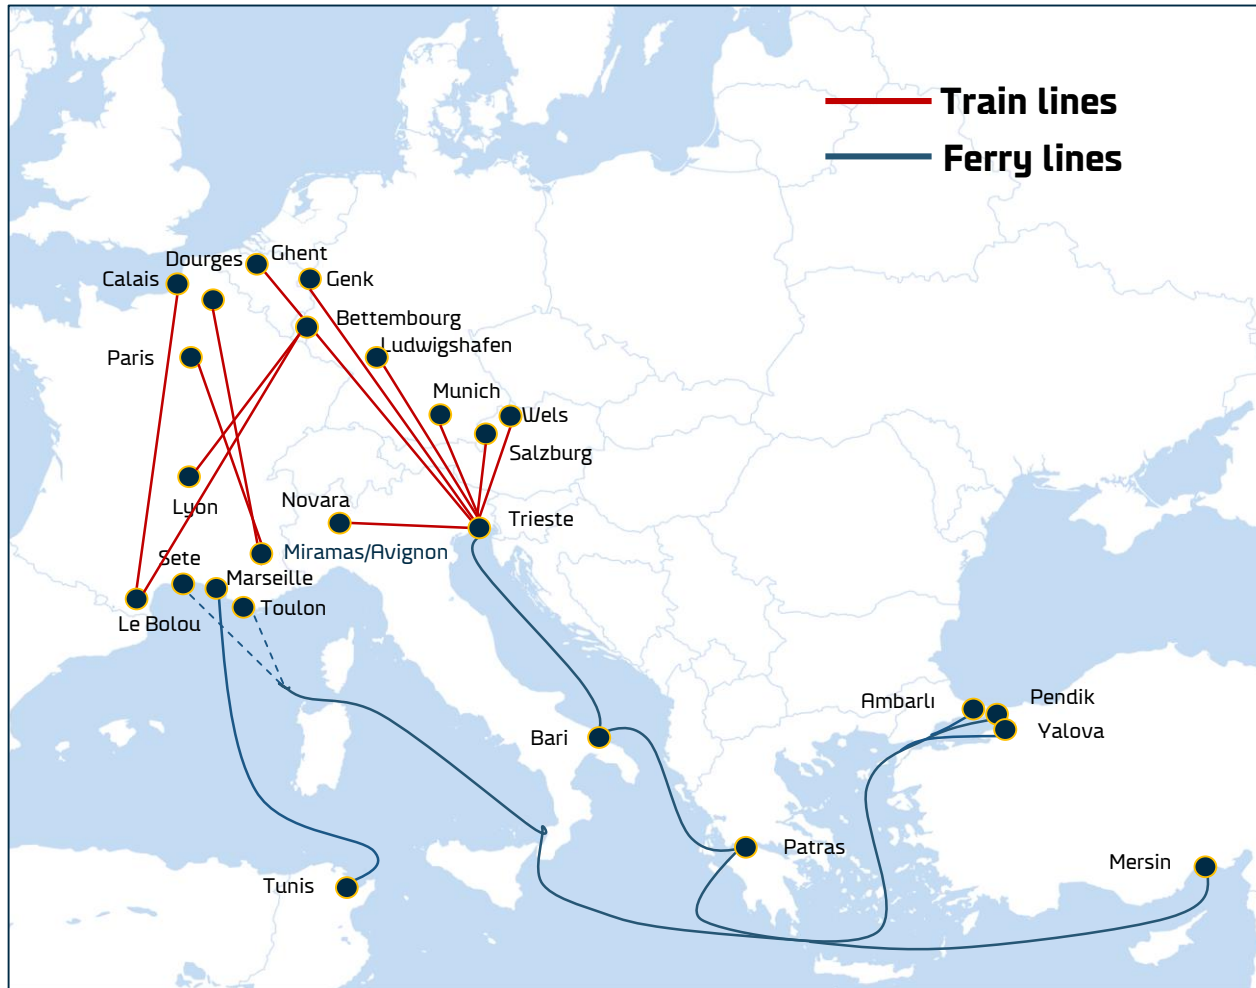 Train lines
Ferry lines
Ghent
Dourges
Calais
Genk
Bettembourg
Ludwigshafen
Paris
Munich
Wels
Salzburg
Lyon
Novara
Trieste
Miramas/Avignon
Sete
Marseille
Toulon
Le Bolou
Ambarlı
Pendik
Yalova
Bari
Patras
Mersin
Tunis